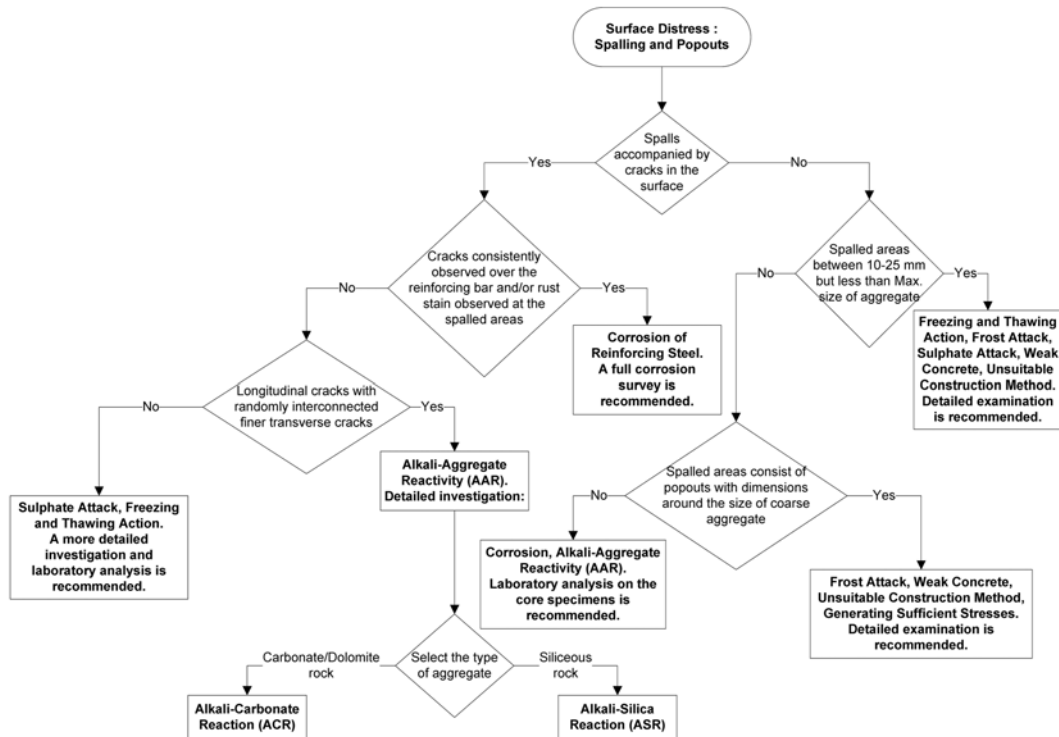 Surface Distress :
Spalling and Popouts
Spalls
accompanied by
cracks in the
surface
Yes
No
Cracks consistently
observed over the
reinforcing bar and/or rust
stain observed at the
spalled areas
No
Yes
Spalled areas
between 10-25 mm
but less than Max.
size of aggregate
No
Yes
Corrosion of
Reinforcing Steel.
A full corrosion
survey is
recommended.
Freezing and Thawing
Action, Frost Attack,
Sulphate Attack, Weak
Concrete, Unsuitable
Construction Method.
Detailed examination
is recommended.
Longitudinal cracks with
randomly interconnected
finer transverse cracks
No
Yes
Alkali-Aggregate
Reactivity (AAR).
Detailed investigation:
Spalled areas consist of
popouts with dimensions
around the size of coarse
aggregate
No
Yes
Sulphate Attack, Freezing
and Thawing Action.
A more detailed
investigation and
laboratory analysis is
recommended.
Corrosion, Alkali-Aggregate
Reactivity (AAR).
Laboratory analysis on the
core specimens is
recommended.
Frost Attack, Weak Concrete,
Unsuitable Construction Method,
Generating Sufficient Stresses.
Detailed examination is
recommended.
Select the type
of aggregate
Carbonate/Dolomite
rock
Siliceous
rock
Alkali-Carbonate
Reaction (ACR)
Alkali-Silica
Reaction (ASR)